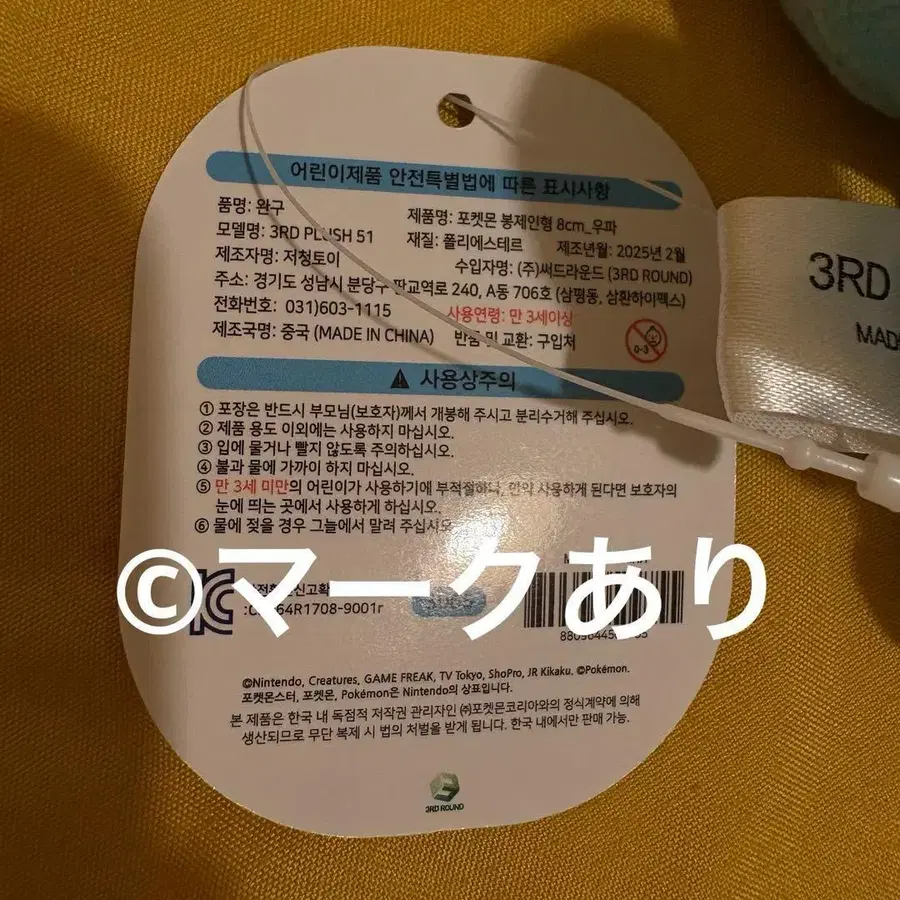 어린이제품 안전특별법에 따른 표시사항
품명: 완구
제품명: 포켓몬 봉제인형 8cm_우파
모델명: 3RD PLUSH 51
재질: 폴리에스테르 제조년월: 2025년 2월
제조자명: 저청토이
수입자명: (주)써드라운드 (3RD ROUND)
주소: 경기도 성남시 분당구 판교역로 240, A동 706호 (삼평동, 삼환하이펙스)
전화번호: 031)603-1115
사용연령: 만 3세이상
제조국명: 중국 (MADE IN CHINA)
반품 및 교환: 구입처
0-3
사용상주의
① 포장은 반드시 부모님(보호자)께서 개봉해 주시고 분리수거해 주십시오.
② 제품 용도 이외에는 사용하지 마십시오.
③ 입에 물거나 빨지 않도록 주의하십시오.
④ 불과 물에 가까이 하지 마십시오.
⑤ 만 3세 미만의 어린이가 사용하기에 부적절하니, 만약 사용하게 된다면 보호자의
눈에 띄는 곳에서 사용하게 하십시오.
⑥ 물에 젖을 경우 그늘에서 말려 주십시오
©マークあり
64R1708-9001r
©Nintendo, Creatures, GAME FREAK, TV Tokyo, ShoPro, JR Kikaku. ©Pokémon.
포켓몬스터, 포켓몬, Pokémon은 Nintendo의 상표입니다.
본 제품은 한국 내 독점적 저작권 관리자인 ㈜포켓몬코리아와의 정식계약에 의해
생산되므로 무단 복제 시 법의 처벌을 받게 됩니다. 한국 내에서만 판매 가능.
3RD ROUND
3RD
MAD